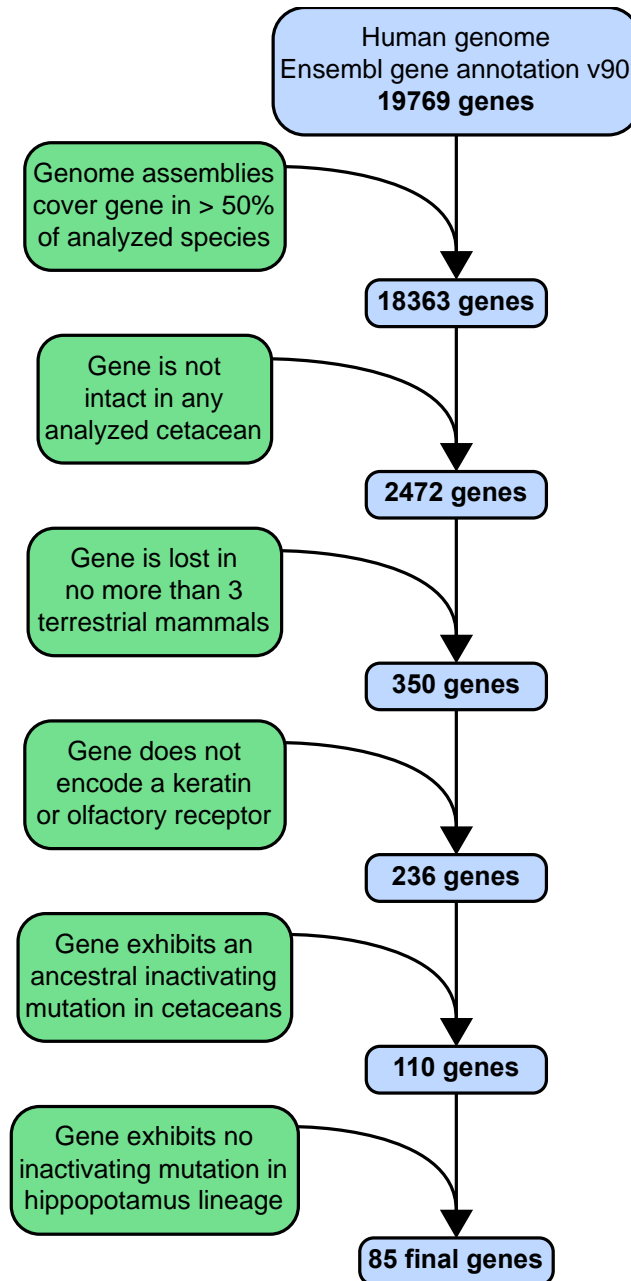 Human genome
Ensembl gene annotation v90
19769 genes
Genome assemblies
cover gene in > 50%
of analyzed species
18363 genes
Gene is not
intact in any
analyzed cetacean
2472 genes
Gene is lost in
no more than 3
terrestrial mammals
350 genes
Gene does not
encode a keratin
or olfactory receptor
236 genes
Gene exhibits an
ancestral inactivating
mutation in cetaceans
110 genes
Gene exhibits no
inactivating mutation in
hippopotamus lineage
85 final genes